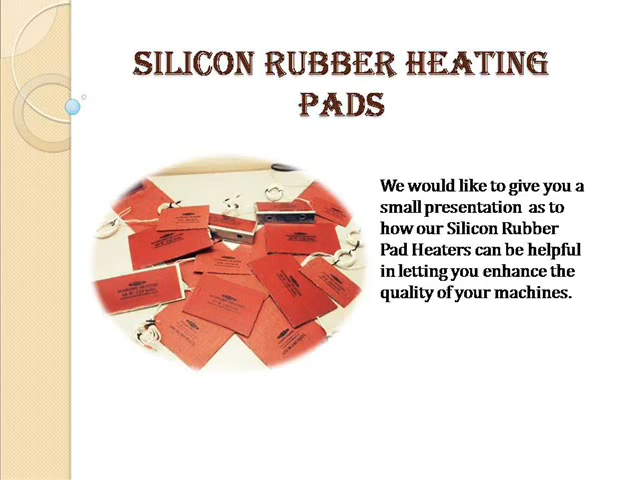 SILICON RUBBER HEATING
PADS
We would like to give you a
small presentation as to
how our Silicon Rubber
Pad Heaters can be helpful
in letting you enhance the
quality of your machines.